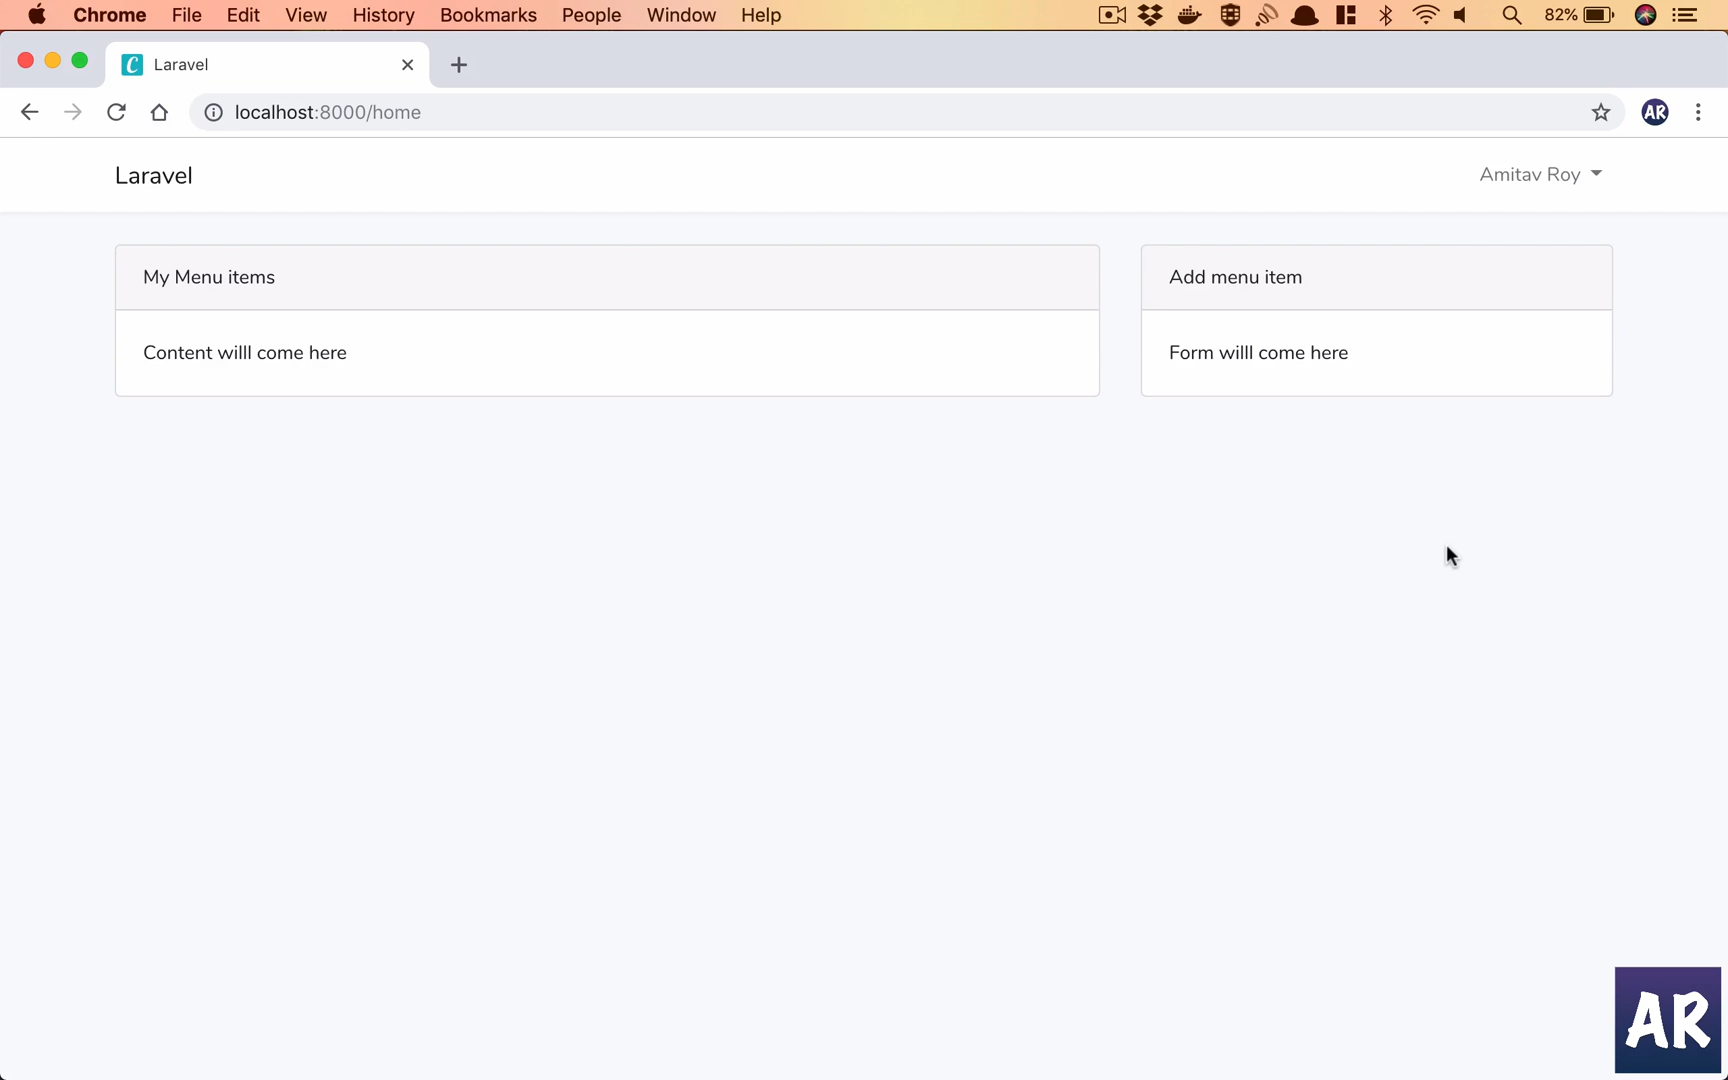 Chrome File Edit View History Bookmarks People Window Help 82%
Laravel
localhost:8000/home AR
Laravel Amitav Roy
My Menu items
Content willl come here
Add menu item
Form willl come here
AR